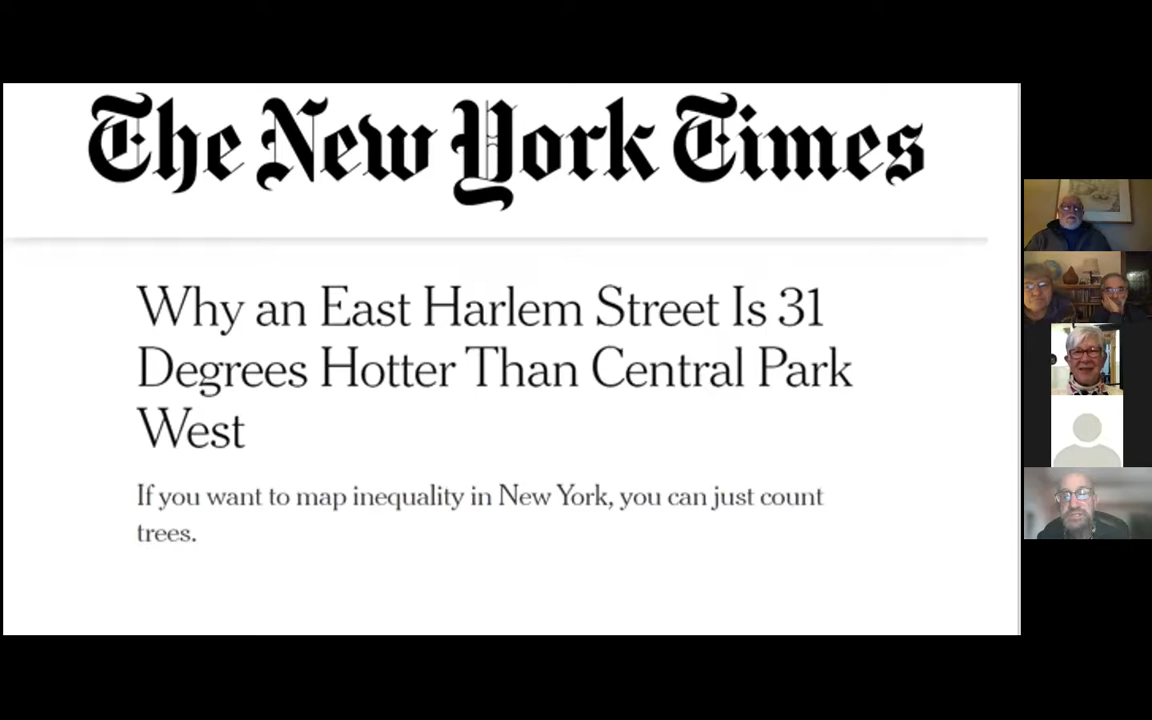 The New York Times
Why an East Harlem Street Is 31
Degrees Hotter Than Central Park
West
If you want to map inequality in New York, you can just count
trees.